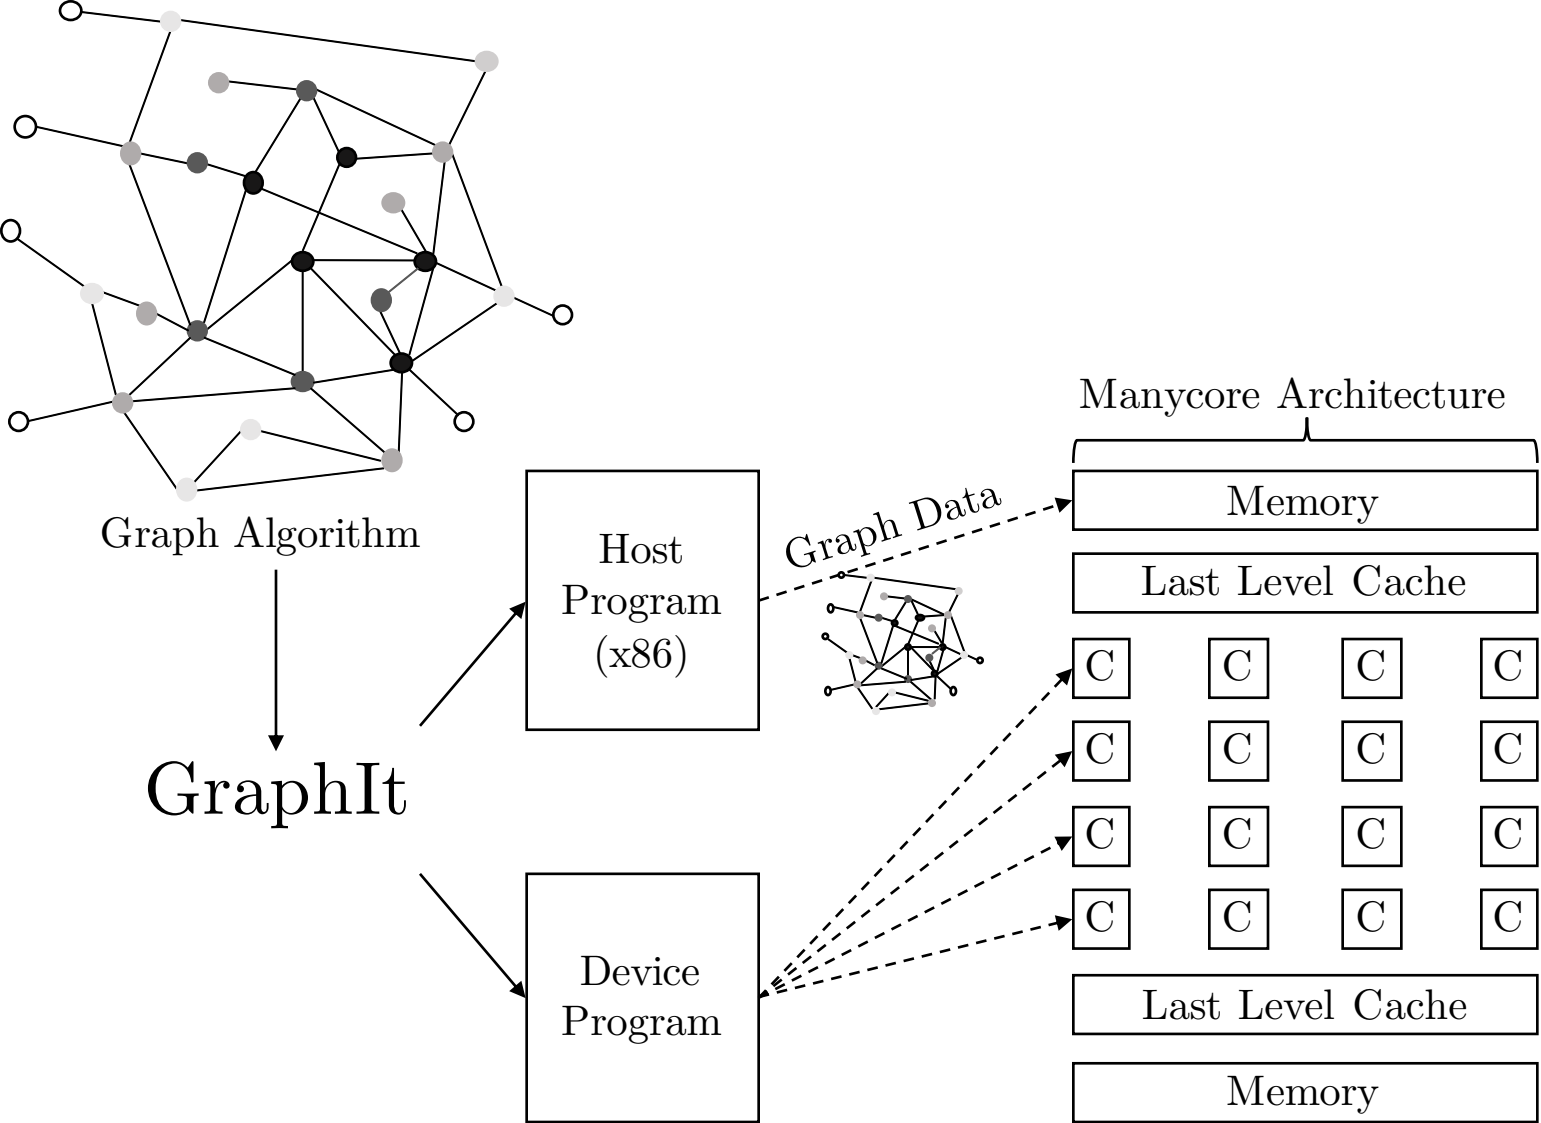 Graph Algorithm
GraphIt
Host
Program
(x86)
Device
Program
Graph Data
Manycore Architecture
Memory
Last Level Cache
C C C C
C C C C
C C C C
C C C C
Last Level Cache
Memory